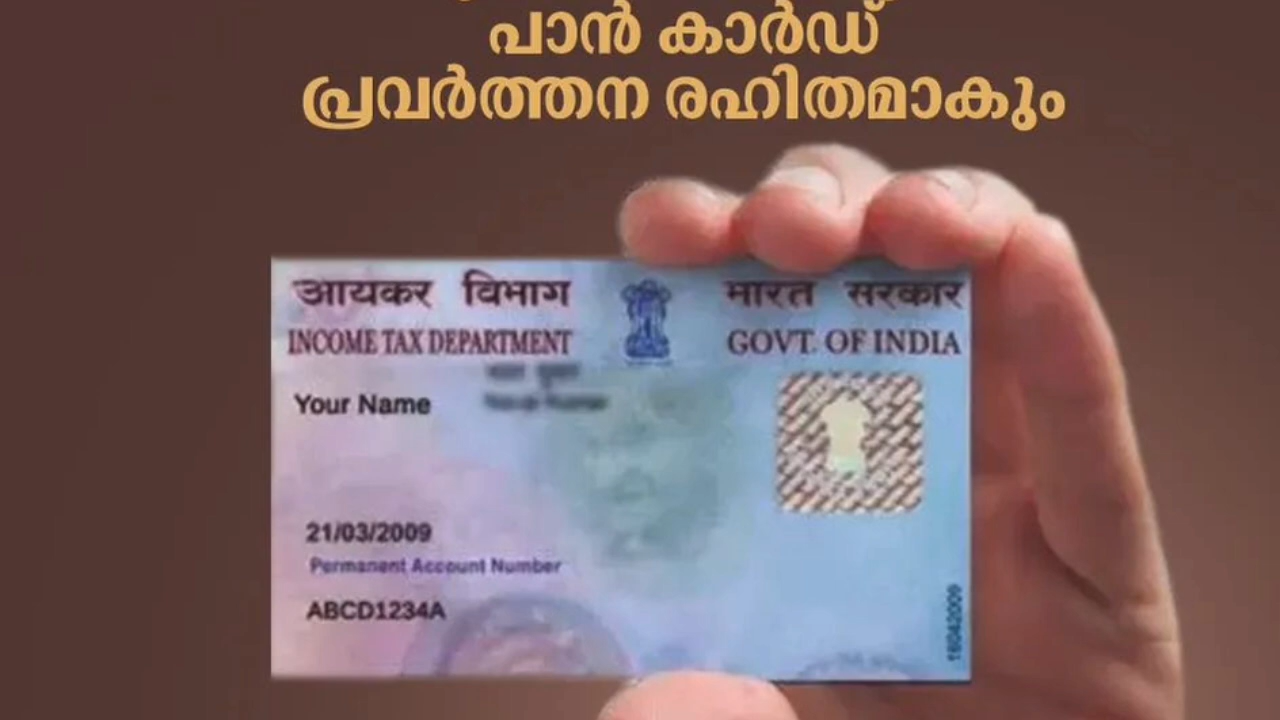 പാൻ കാർഡ്
പ്രവർത്തന രഹിതമാകും
आयकर विभाग
भारत सरकार
INCOME TAX DEPARTMENT
GOVT. OF INDIA
Your Name
21/03/2009
Permanent Account Number
ABCD1234A
16042009